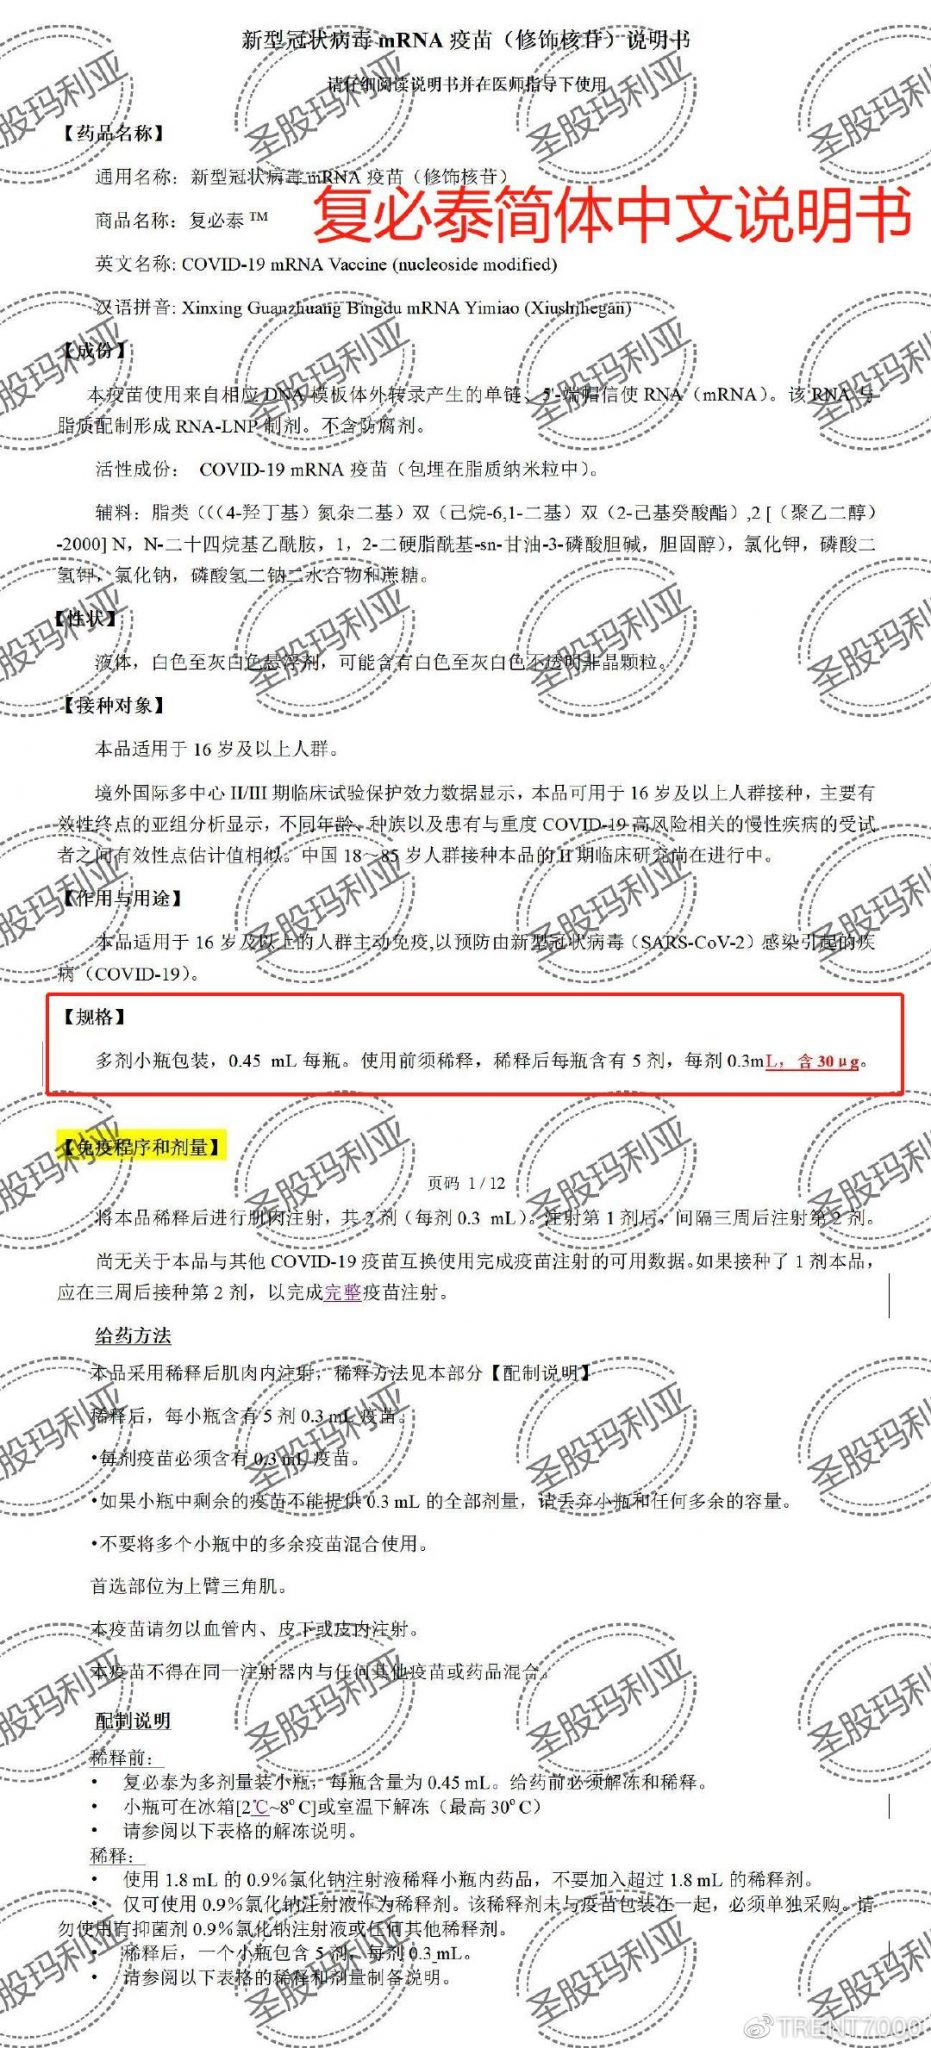 新型冠状病毒 mRNA 疫苗（修饰核苷）说明书
请仔细阅读说明书并在医师指导下使用
【药品名称】
通用名称：新型冠状病毒 mRNA 疫苗（修饰核苷）
商品名称：复必泰 TM
复必泰简体中文说明书
英文名称: COVID-19 mRNA Vaccine (nucleoside modified)
汉语拼音: Xinxing Guanzhuang Bingdu mRNA Yimiao (Xiushihegan)
【成份】
本疫苗使用来自相应 DNA 模板体外转录产生的单链、5'-端帽信使 RNA（mRNA）。该 RNA 与
脂质配制形成 RNA-LNP 制剂。不含防腐剂。
活性成份： COVID-19 mRNA 疫苗（包埋在脂质纳米粒中）。
辅料：脂类（(（4-羟丁基）氮杂二基）双（己烷-6,1-二基）双（2-己基癸酸酯）,2 [（聚乙二醇）
-2000] N，N-二十四烷基乙酰胺，1，2-二硬脂酰基-sn-甘油-3-磷酸胆碱，胆固醇），氯化钾，磷酸二
氢钾，氯化钠，磷酸氢二钠二水合物和蔗糖。
【性状】
液体，白色至灰白色悬浮剂，可能含有白色至灰白色不透明非晶颗粒。
【接种对象】
本品适用于 16 岁及以上人群。
境外国际多中心 II/III 期临床试验保护效力数据显示，本品可用于 16 岁及以上人群接种，主要有
效性终点的亚组分析显示，不同年龄、种族以及患有与重度 COVID-19 高风险相关的慢性疾病的受试
者之间有效性点估计值相似。中国 18～85 岁人群接种本品的 II 期临床研究尚在进行中。
【作用与用途】
本品适用于 16 岁及以上的人群主动免疫,以预防由新型冠状病毒（SARS-CoV-2）感染引起的疾
病（COVID-19）。
【规格】
多剂小瓶包装，0.45 mL 每瓶。使用前须稀释，稀释后每瓶含有 5 剂，每剂 0.3mL，含 30 μg。
【免疫程序和剂量】
页码 1 / 12
将本品稀释后进行肌肉注射，共 2 剂（每剂0.3 mL）。注射第 1 剂后，间隔三周后注射第 2 剂。
尚无关于本品与其他 COVID-19 疫苗互换使用完成疫苗注射的可用数据。如果接种了 1 剂本品，
应在三周后接种第 2 剂，以完成完整疫苗注射。
给药方法
本品采用稀释后肌肉内注射，稀释方法见本部分【配制说明】
稀释后，每小瓶含有 5 剂 0.3 mL 疫苗。
•每剂疫苗必须含有 0.3 mL 疫苗。
•如果小瓶中剩余的疫苗不能提供 0.3 mL 的全部剂量，请丢弃小瓶和任何多余的容量。
•不要将多个小瓶中的多余疫苗混合使用。
首选部位为上臂三角肌。
本疫苗请勿以血管内、皮下或皮内注射。
本疫苗不得在同一注射器内与任何其他疫苗或药品混合。
配制说明
稀释前：
• 复必泰为多剂量装小瓶，每瓶含量为 0.45 mL。给药前必须解冻和稀释。
• 小瓶可在冰箱[2℃~8º C]或室温下解冻（最高 30º C）
• 请参阅以下表格的解冻说明。
稀释：
• 使用 1.8 mL 的 0.9%氯化钠注射液稀释小瓶内药品，不要加入超过 1.8 mL 的稀释剂。
• 仅可使用 0.9%氯化钠注射液作为稀释剂。该稀释剂未与疫苗包装在一起，必须单独采购。请
勿使用有抑菌剂 0.9%氯化钠注射液或任何其他稀释剂。
• 稀释后，一个小瓶包含 5 剂，每剂 0.3 mL。
• 请参阅以下表格的稀释和剂量制备说明。
圣股玛利亚
TRENT7000